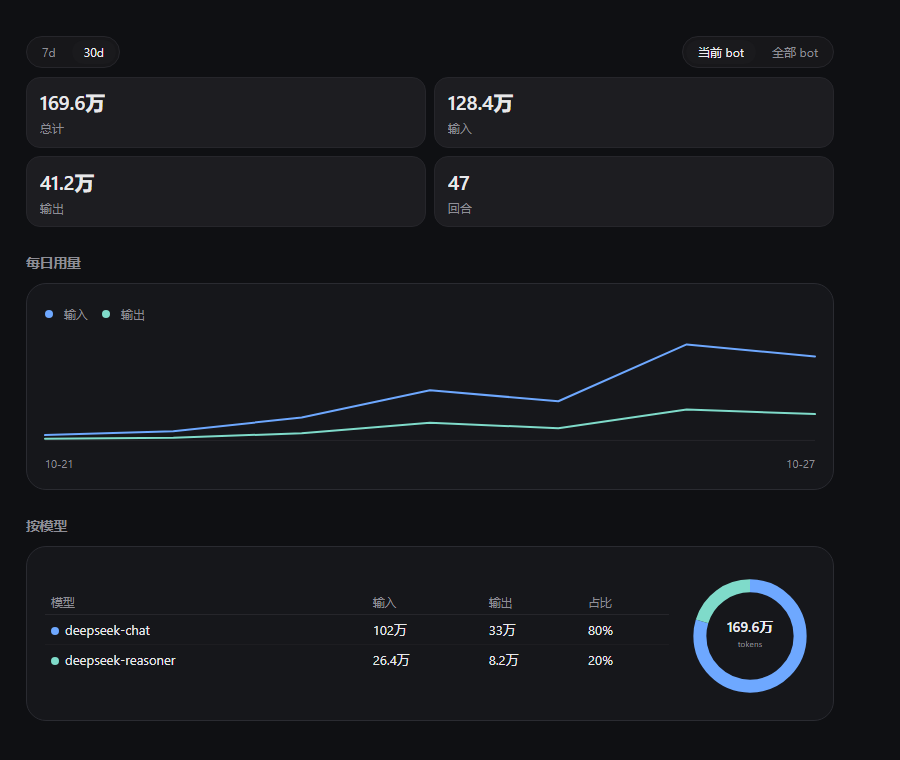 7d 30d 当前 bot 全部 bot
169.6万 128.4万
总计 输入
41.2万 47
输出 回合
每日用量
输入 输出
10-21 10-27
按模型
模型 输入 输出 占比
deepseek-chat 102万 33万 80%
deepseek-reasoner 26.4万 8.2万 20%
169.6万
tokens